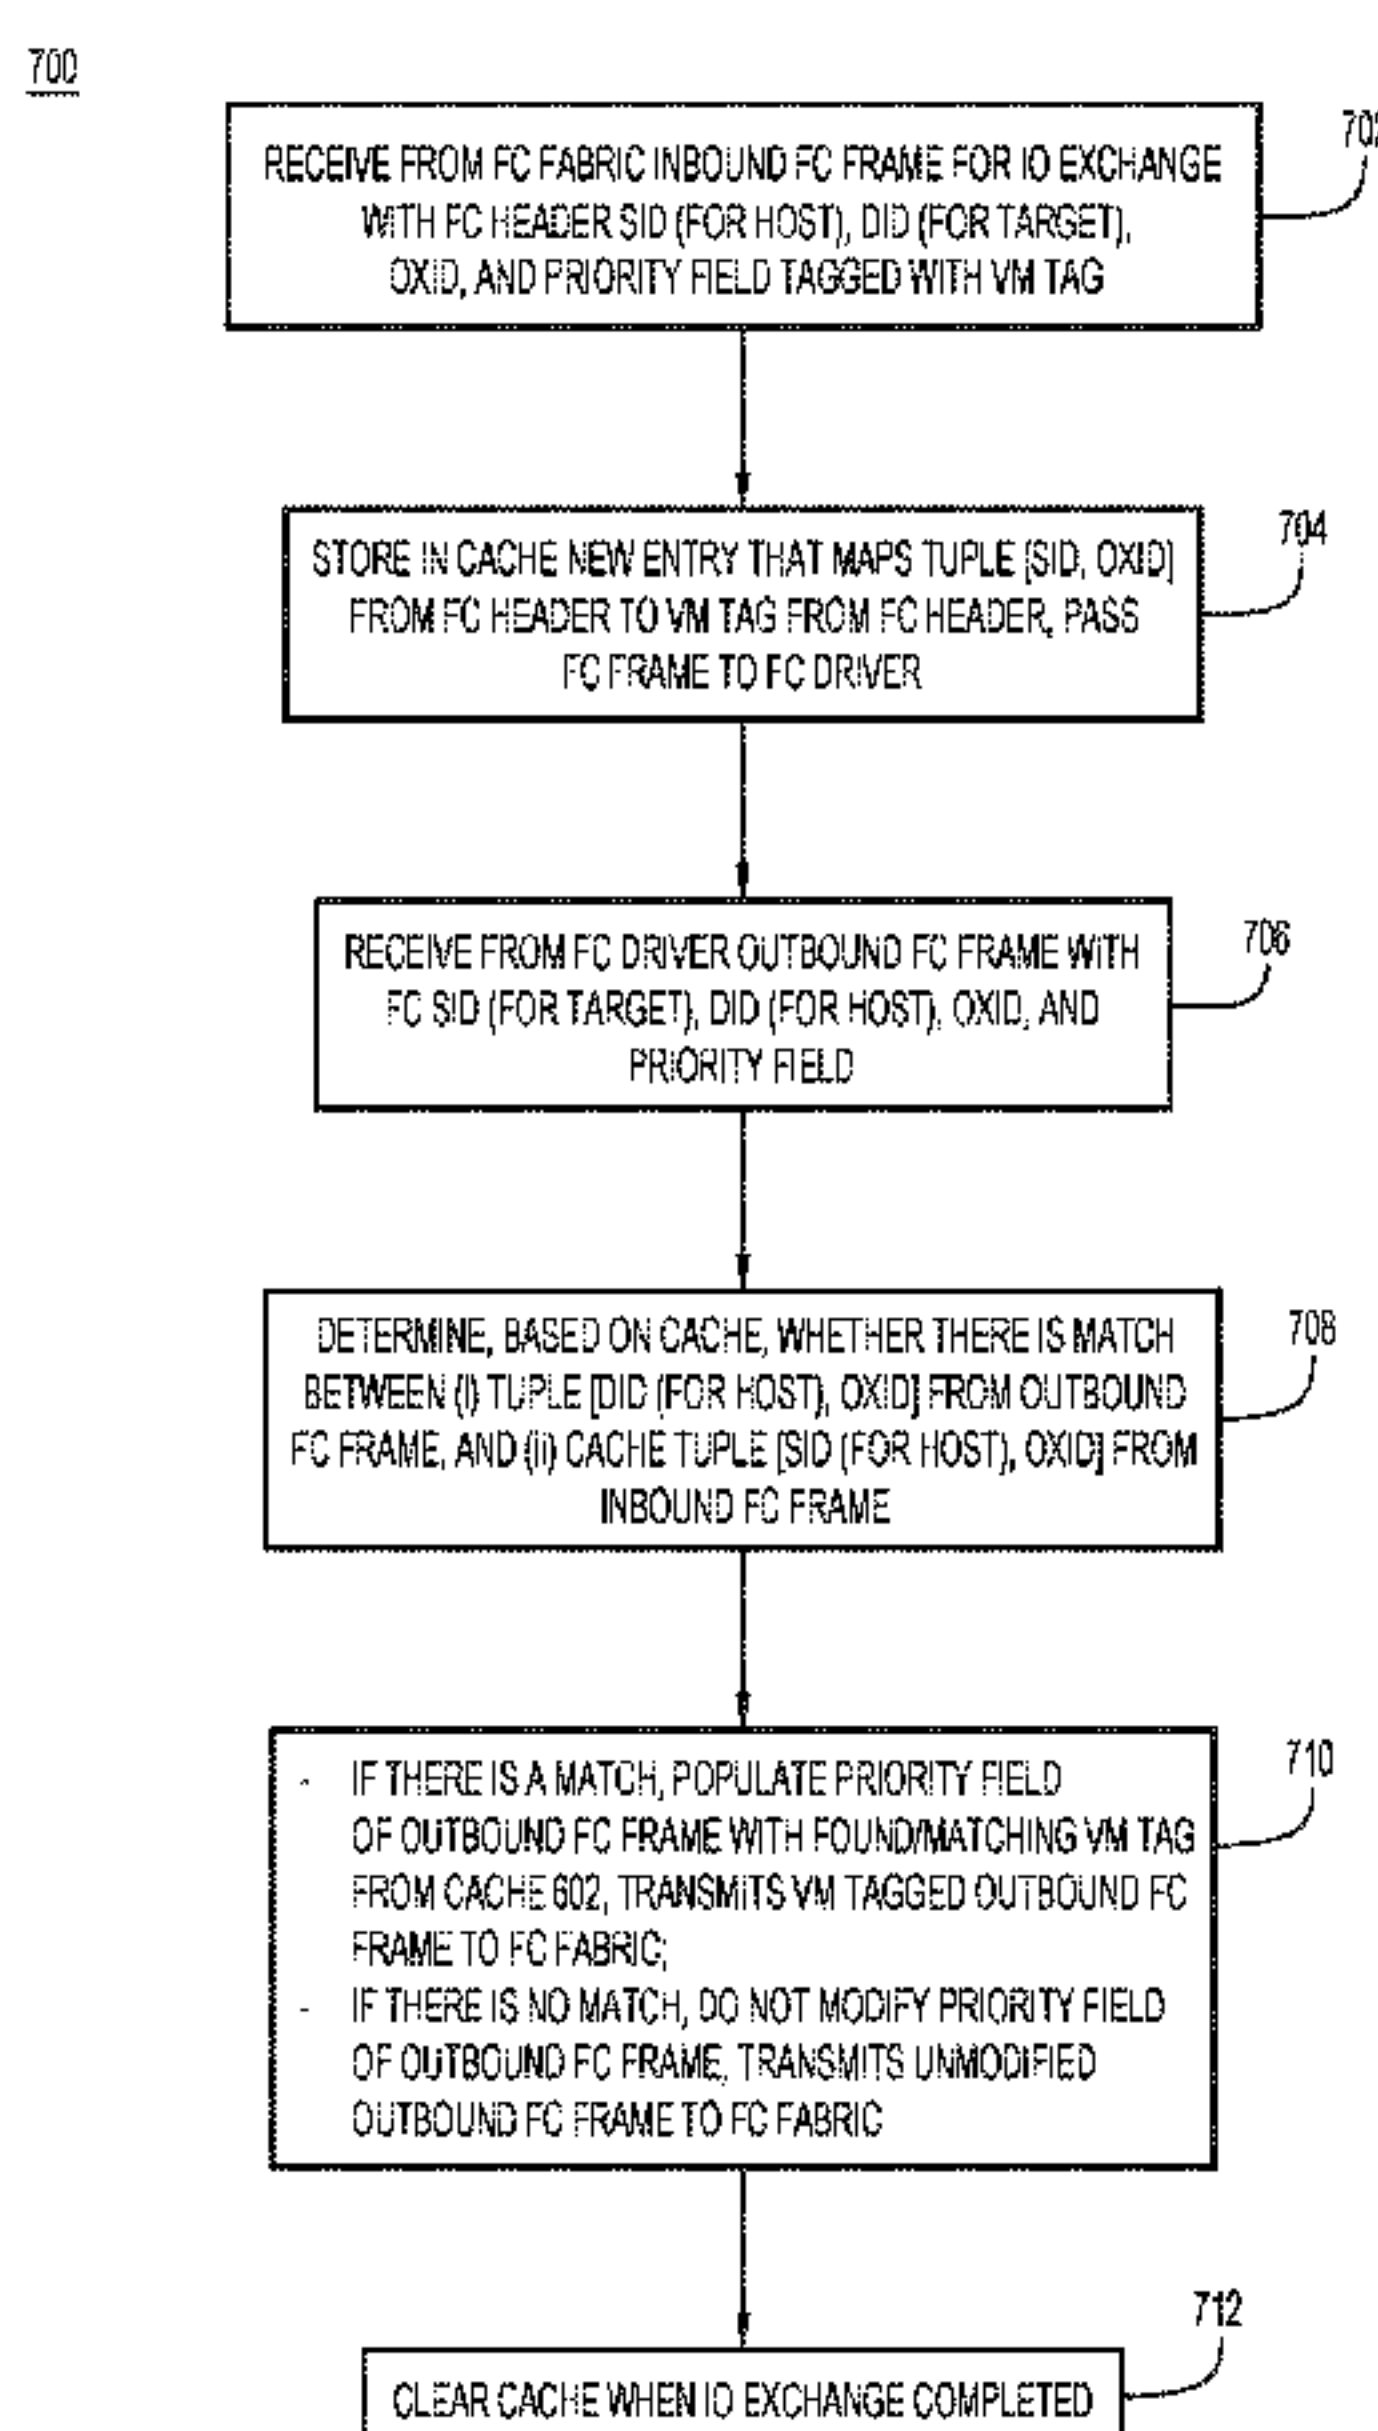 700
702
RECEIVE FROM FC FABRIC INBOUND FC FRAME FOR IO EXCHANGE
WITH FC HEADER SID (FOR HOST), DID (FOR TARGET),
OXID, AND PRIORITY FIELD TAGGED WITH VM TAG
704
STORE IN CACHE NEW ENTRY THAT MAPS TUPLE [SID, OXID]
FROM FC HEADER TO VM TAG FROM FC HEADER, PASS
FC FRAME TO FC DRIVER
706
RECEIVE FROM FC DRIVER OUTBOUND FC FRAME WITH
FC SID (FOR TARGET), DID (FOR HOST), OXID, AND
PRIORITY FIELD
708
DETERMINE, BASED ON CACHE, WHETHER THERE IS MATCH
BETWEEN (i) TUPLE [DID (FOR HOST), OXID] FROM OUTBOUND
FC FRAME, AND (ii) CACHE TUPLE [SID (FOR HOST), OXID] FROM
INBOUND FC FRAME
710
- IF THERE IS A MATCH, POPULATE PRIORITY FIELD
OF OUTBOUND FC FRAME WITH FOUND/MATCHING VM TAG
FROM CACHE 602, TRANSMITS VM TAGGED OUTBOUND FC
FRAME TO FC FABRIC;
- IF THERE IS NO MATCH, DO NOT MODIFY PRIORITY FIELD
OF OUTBOUND FC FRAME, TRANSMITS UNMODIFIED
OUTBOUND FC FRAME TO FC FABRIC
712
CLEAR CACHE WHEN IO EXCHANGE COMPLETED